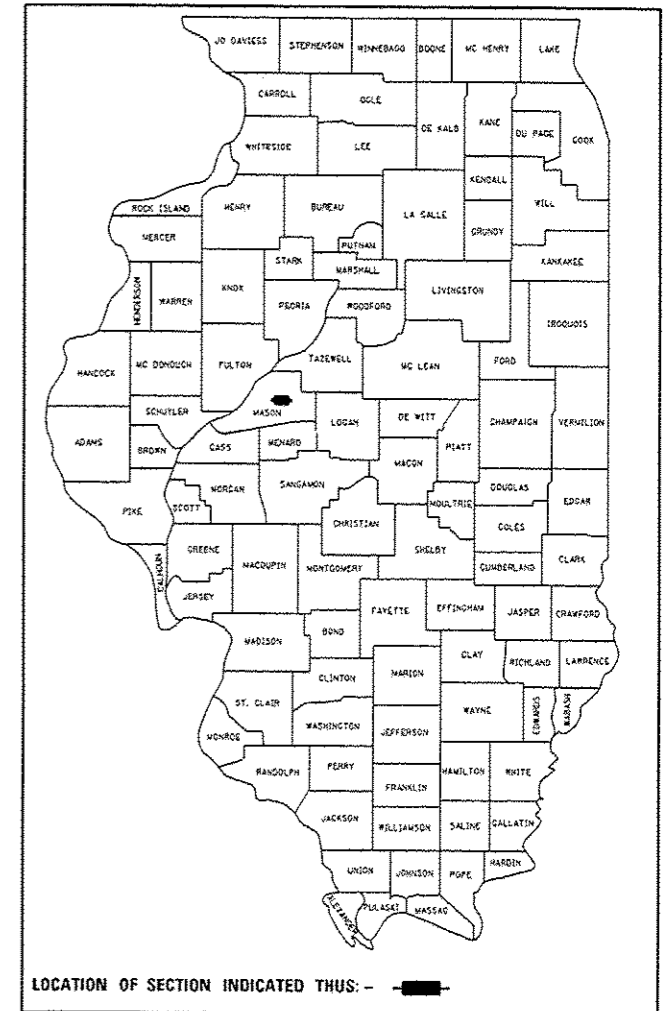 JO DAVIESS STEPHENSON WINNEBAGO BOONE MC HENRY LAKE
CARROLL OGLE DE KALB KANE DU PAGE COOK
WHITESIDE LEE KENDALL WILL
ROCK ISLAND HENRY BUREAU LA SALLE GRUNDY
MERCER PUTNAM KANKAKEE
STARK MARSHALL
HENDERSON WARREN KNOX PEORIA WOODFORD LIVINGSTON IROQUOIS
HANCOCK MC DONOUGH FULTON TAZEWELL MC LEAN FORD
SCHUYLER MASON LOGAN DE WITT CHAMPAIGN VERMILION
ADAMS BROWN CASS MENARD MACON PIATT
PIKE SCOTT MORGAN SANGAMON MOULTRIE DOUGLAS EDGAR
CHRISTIAN COLES
CALHOUN GREENE MACOUPIN MONTGOMERY SHELBY CUMBERLAND CLARK
JERSEY FAYETTE EFFINGHAM JASPER CRAWFORD
MADISON BOND
CLAY RICHLAND LAWRENCE
CLINTON MARION
ST. CLAIR WAYNE EDWARDS WABASH
MONROE WASHINGTON JEFFERSON
RANDOLPH PERRY HAMILTON WHITE
FRANKLIN
JACKSON WILLIAMSON SALINE GALLATIN
UNION JOHNSON POPE HARDIN
ALEXANDER PULASKI MASSAC
LOCATION OF SECTION INDICATED THUS: -